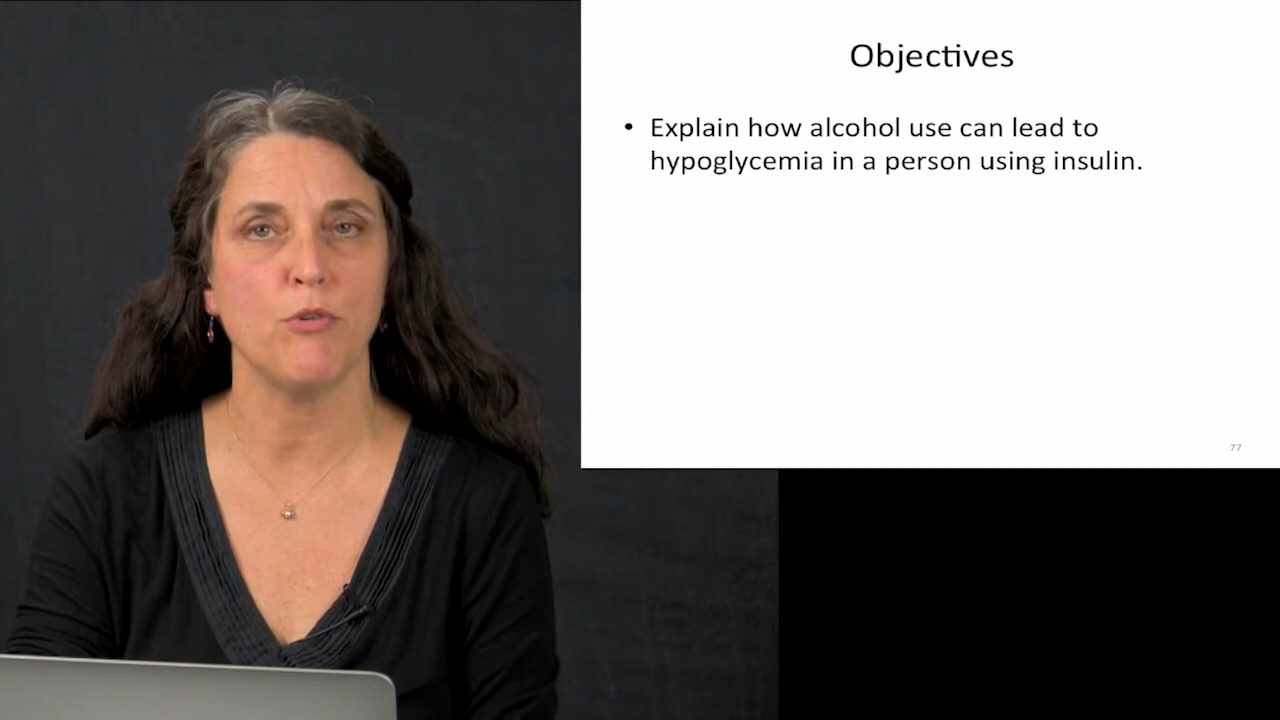 Objectives
• Explain how alcohol use can lead to
hypoglycemia in a person using insulin.
77